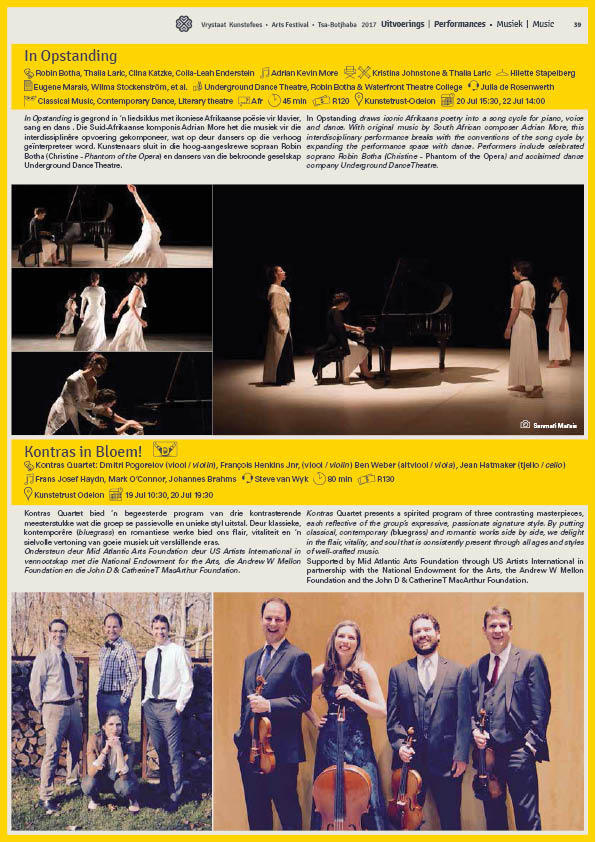 Vrystaat Kunstefees • Arts Festival • Tsa-Botjhaba 2017 Uitvoerings | Performances • Musiek | Music 39
In Opstanding
Robin Botha, Thalia Laric, Clina Katzke, Coila-Leah Enderstein Adrian Kevin More Kristina Johnstone & Thalia Laric Hilette Stapelberg
Eugene Marais, Wilma Stockenström, et al. Underground Dance Theatre, Robin Botha & Waterfront Theatre College Julia de Rosenwerth
Classical Music, Contemporary Dance, Literary theatre Afr 45 min R120 Kunstetrust-Odeion 20 Jul 15:30, 22 Jul 14:00
In Opstanding is gegrond in 'n liedsiklus met ikoniese Afrikaanse poësie vir klavier,
sang en dans . Die Suid-Afrikaanse komponis Adrian More het die musiek vir die
interdissiplinêre opvoering gekomponeer, wat op deur dansers op die verhoog
geïnterpreteer word. Kunstenaars sluit in die hoog-aangeskrewe sopraan Robin
Botha (Christine - Phantom of the Opera) en dansers van die bekroonde geselskap
Underground Dance Theatre.
In Opstanding draws iconic Afrikaans poetry into a song cycle for piano, voice
and dance. With original music by South African composer Adrian More, this
interdisciplinary performance breaks with the conventions of the song cycle by
expanding the performance space with dance. Performers include celebrated
soprano Robin Botha (Christine - Phantom of the Opera) and acclaimed dance
company Underground DanceTheatre.
Sanmari Marais
Kontras in Bloem!
Kontras Quartet: Dmitri Pogorelov (viool / violin), François Henkins Jnr, (viool / violin) Ben Weber (altviool / viola), Jean Hatmaker (tjello / cello)
Frans Josef Haydn, Mark O'Connor, Johannes Brahms Steve van Wyk 80 min R130
Kunstetrust Odeion 19 Jul 10:30, 20 Jul 19:30
Kontras Quartet bied 'n begeesterde program van drie kontrasterende
meesterstukke wat die groep se passievolle en unieke styl uitstal. Deur klassieke,
kontemporêre (bluegrass) en romantiese werke bied ons flair, vitaliteit en 'n
sielvolle vertoning van goeie musiek uit verskillende eras.
Ondersteun deur Mid Atlantic Arts Foundation deur US Artists International in
vennootskap met die National Endowment for the Arts, die Andrew W Mellon
Foundation en die John D & CatherineT MacArthur Foundation.
Kontras Quartet presents a spirited program of three contrasting masterpieces,
each reflective of the group's expressive, passionate signature style. By putting
classical, contemporary (bluegrass) and romantic works side by side, we delight
in the flair, vitality, and soul that is consistently present through all ages and styles
of well-crafted music.
Supported by Mid Atlantic Arts Foundation through US Artists International in
partnership with the National Endowment for the Arts, the Andrew W Mellon
Foundation and the John D & CatherineT MacArthur Foundation.